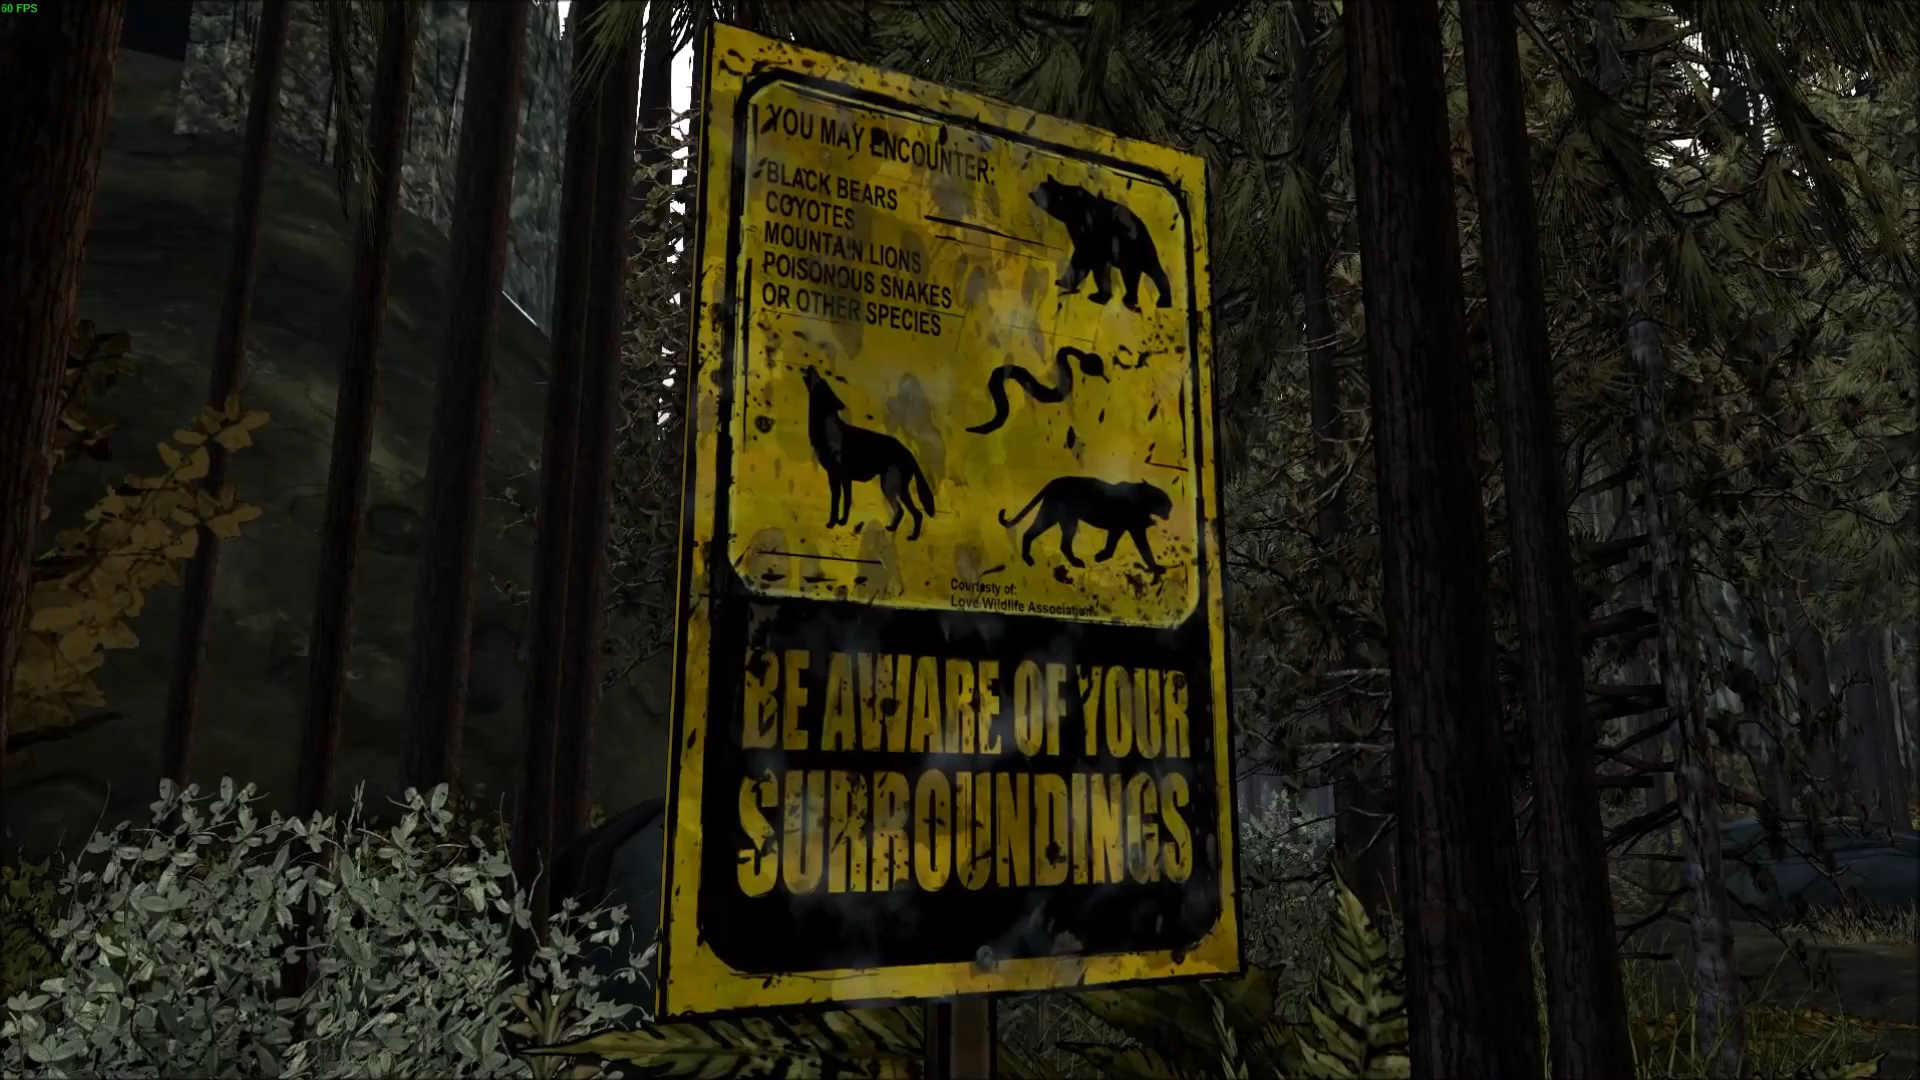 60 FPS
YOU MAY ENCOUNTER:
BLACK BEARS
COYOTES
MOUNTAIN LIONS
POISONOUS SNAKES
OR OTHER SPECIES
Courtesty of:
Love Wildlife Association
BE AWARE OF YOUR
SURROUNDINGS